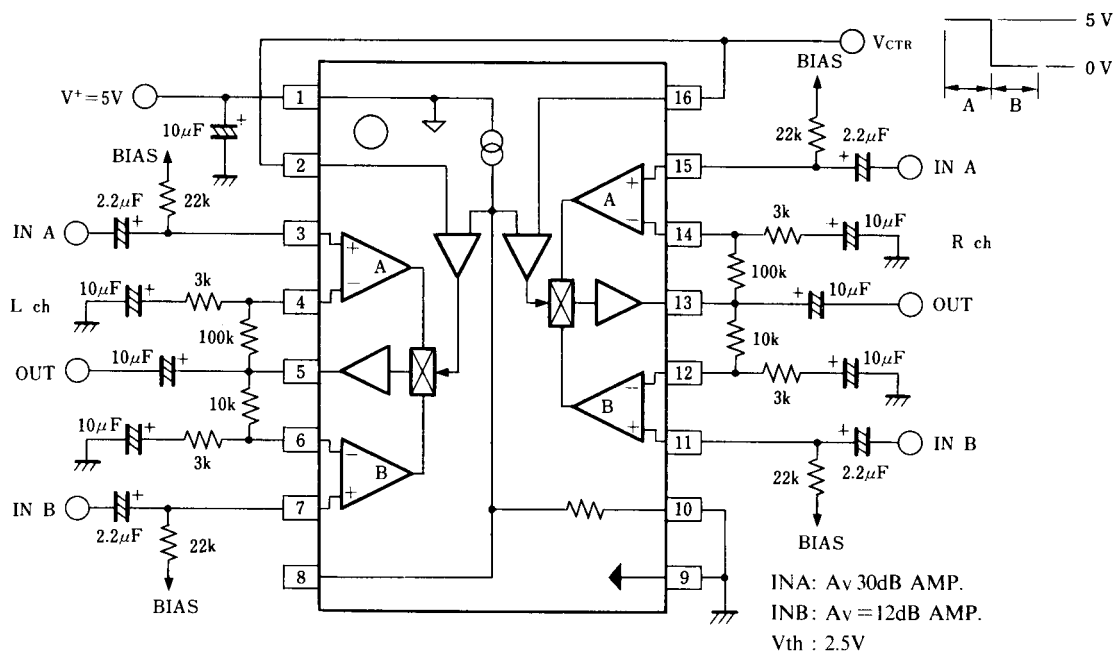 5 V
0 V
A B
VCTR
BIAS
V+=5V
1
16
10μF +
22k
2.2μF
+
2
15
IN A
BIAS
2.2μF +
22k
A
+
−
3k
10μF
+
IN A
3
14
R ch
+
A
−
100k
10μF
+
3k
L ch
4
13
10μF
+
OUT
100k
10μF
+
OUT
5
10k
10μF
+
10k
12
3k
10μF
+
3k
6
−
B
+
−
B
+
11
IN B
+
2.2μF
22k
IN B
+
2.2μF
7
10
22k
BIAS
BIAS
8
9
INA: Av 30dB AMP.
INB: Av=12dB AMP.
Vth : 2.5V